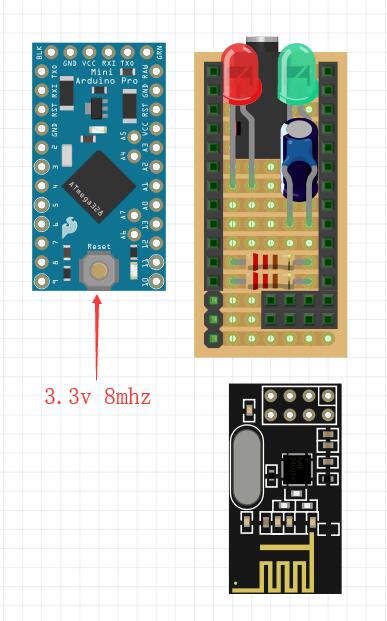 BLK GND VCC RXI TXO GRN
Mini
Arduino Pro
TXO RAW
RXI GND
RST RST
GND VCC
A5
A4
2 A3
3 A2
4 A1
5 A0
6 13
7 12
8 11
9 10
ATmega328
A7
A6
Reset
3.3v 8mhz